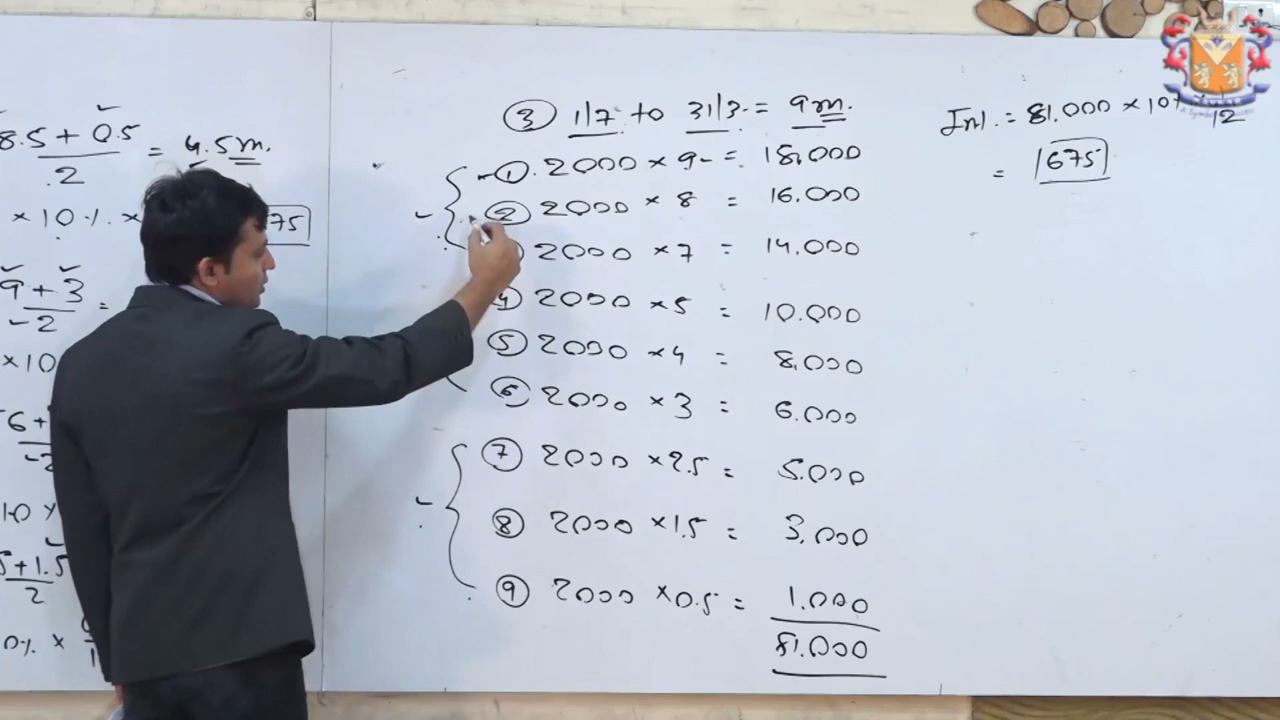 8.5 + 0.5
2
= 4.5 m.
× 10 %. ×
75
9 + 3
2
=
× 10
6 +
2
10 ×
5 + 1.5
2
0% ×
③ 1/7 to 31/3 = 9 m.
① 2000 × 9 = 18,000
② 2000 × 8 = 16.000
2000 × 7 = 14.000
4 2000 × 5 = 10.000
⑤ 2000 × 4 = 8,000
⑥ 2000 × 3 = 6.000
⑦ 2000 × 2.5 = 5.000
⑧ 2000 × 1.5 = 3,000
⑨ 2000 × 0.5 = 1.000
81.000
Int. = 81.000 × 10
12
= 675